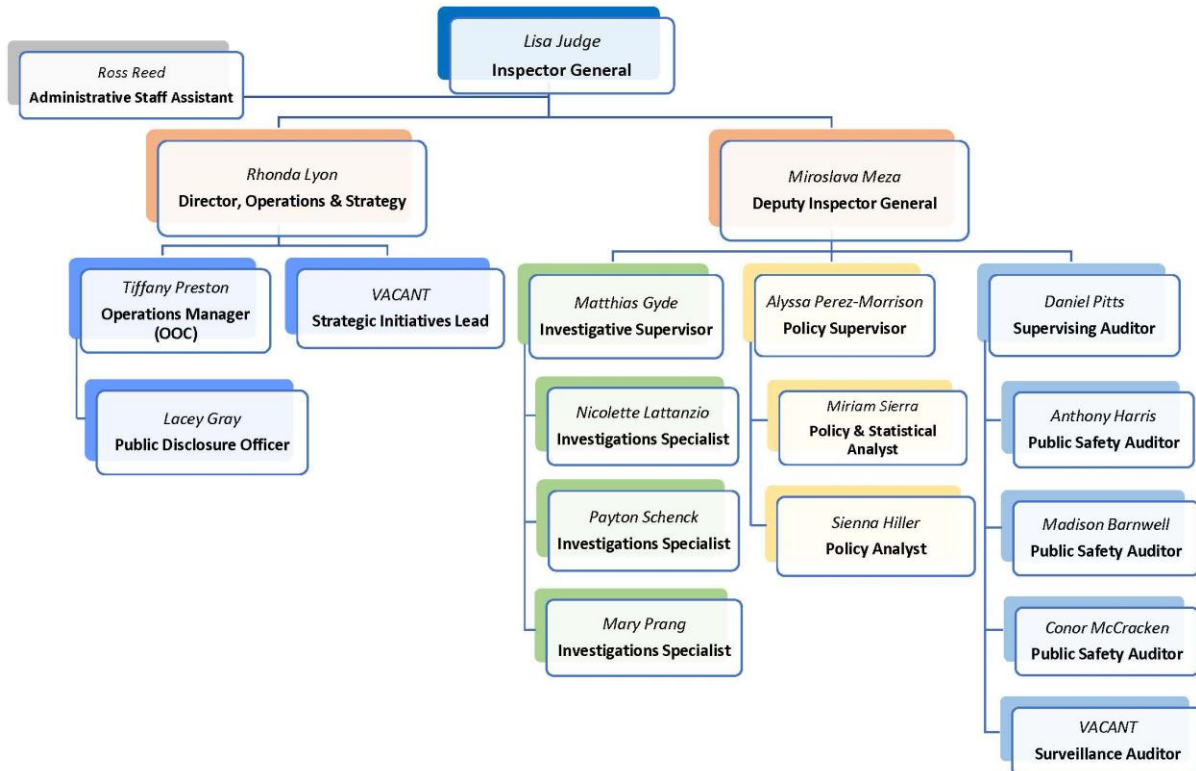 Lisa Judge
Inspector General
Ross Reed
Administrative Staff Assistant
Rhonda Lyon
Director, Operations & Strategy
Miroslava Meza
Deputy Inspector General
Tiffany Preston
Operations Manager
(OOC)
VACANT
Strategic Initiatives Lead
Lacey Gray
Public Disclosure Officer
Matthias Gyde
Investigative Supervisor
Nicolette Lattanzio
Investigations Specialist
Payton Schenck
Investigations Specialist
Mary Prang
Investigations Specialist
Alyssa Perez-Morrison
Policy Supervisor
Miriam Sierra
Policy & Statistical
Analyst
Sienna Hiller
Policy Analyst
Daniel Pitts
Supervising Auditor
Anthony Harris
Public Safety Auditor
Madison Barnwell
Public Safety Auditor
Conor McCracken
Public Safety Auditor
VACANT
Surveillance Auditor